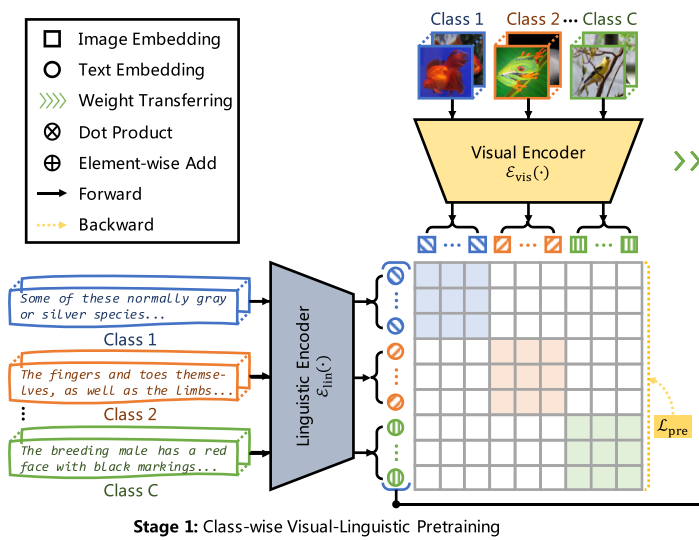 Image Embedding
Text Embedding
Weight Transferring
Dot Product
Element-wise Add
Forward
Backward
Class 1 Class 2 ... Class C
Visual Encoder
ℰvis(·)
Some of these normally gray
or silver species...
Class 1
The fingers and toes themse-
lves, as well as the limbs...
Class 2
The breeding male has a red
face with black markings...
Class C
Linguistic Encoder
ℰlin(·)
ℒpre
Stage 1: Class-wise Visual-Linguistic Pretraining